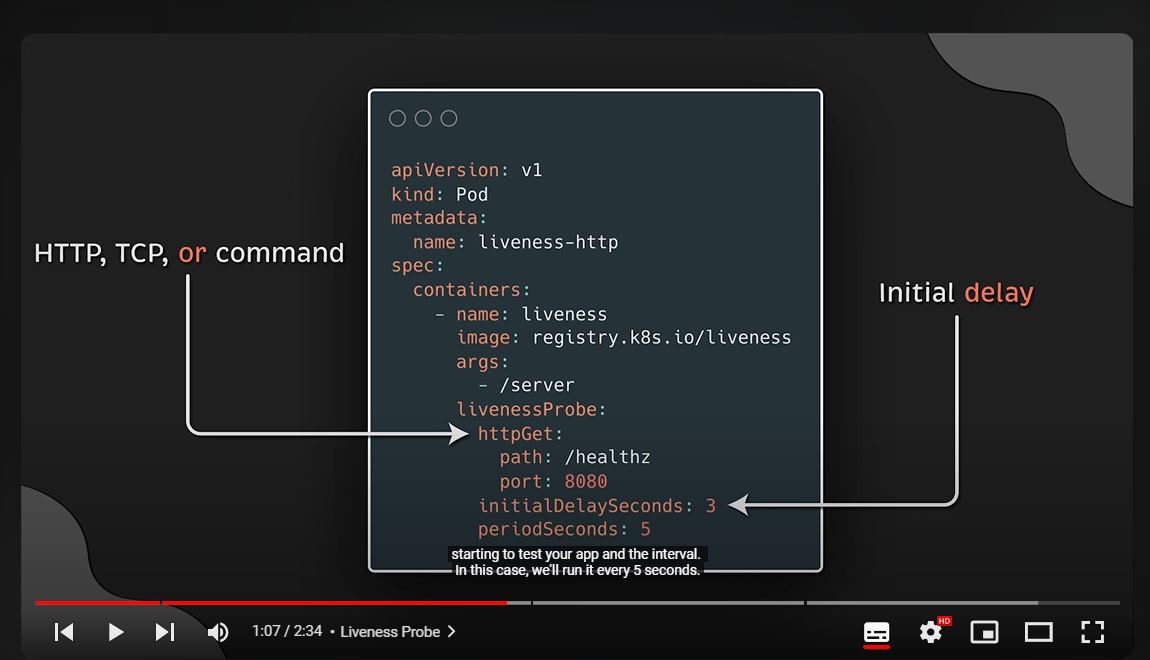 apiVersion: v1
kind: Pod
metadata:
  name: liveness-http
spec:
  containers:
    - name: liveness
      image: registry.k8s.io/liveness
      args:
        - /server
      livenessProbe:
        httpGet:
          path: /healthz
          port: 8080
        initialDelaySeconds: 3
        periodSeconds: 5
HTTP, TCP, or command
Initial delay
starting to test your app and the interval.
In this case, we'll run it every 5 seconds.
1:07 / 2:34 • Liveness Probe
HD